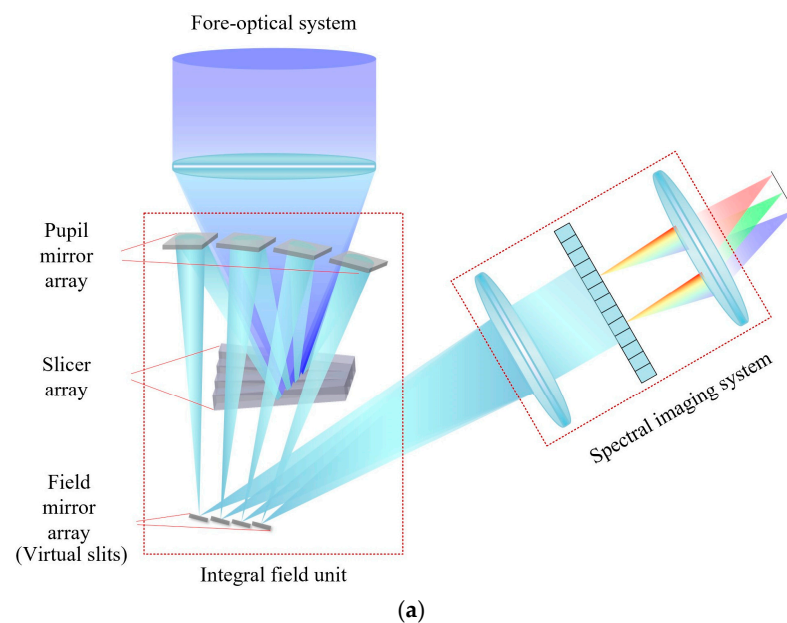 Fore-optical system
Pupil
mirror
array
Slicer
array
Field
mirror
array
(Virtual slits)
Integral field unit
Spectral imaging system
(a)